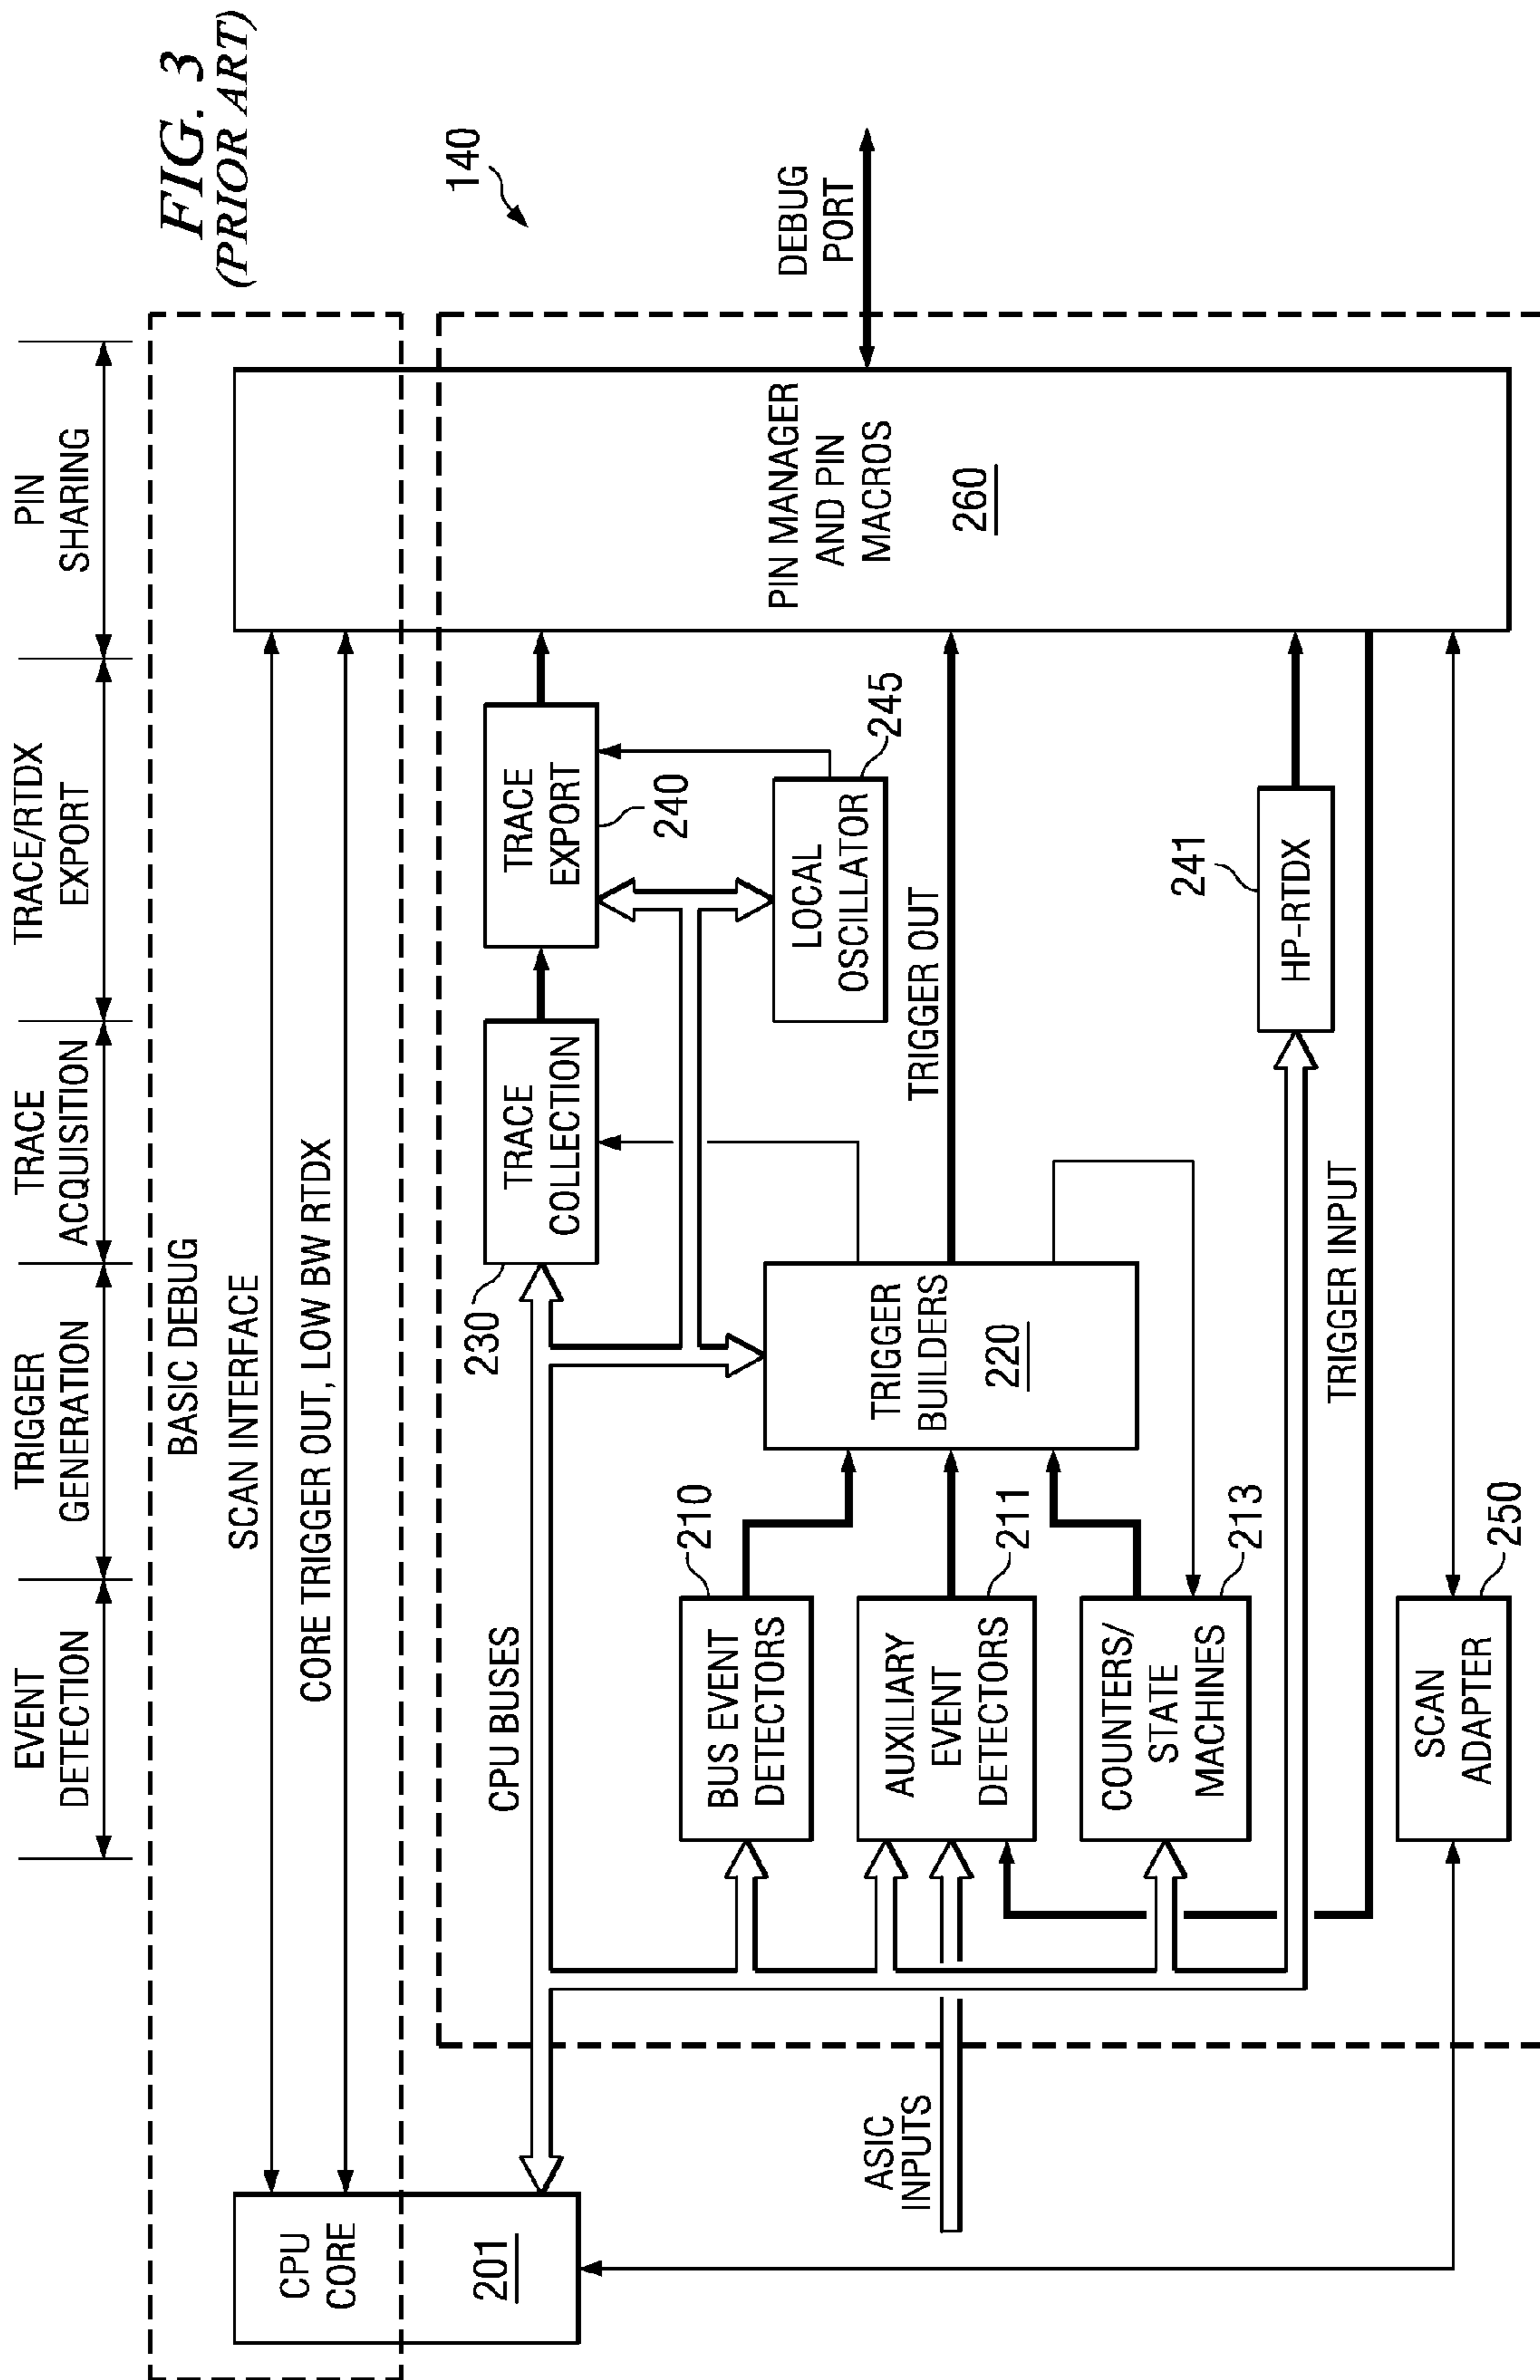 FIG. 3
(PRIOR ART)
EVENT
DETECTION
TRIGGER
GENERATION
TRACE
ACQUISITION
TRACE/RTDX
EXPORT
PIN
SHARING
BASIC DEBUG
SCAN INTERFACE
CORE TRIGGER OUT, LOW BW RTDX
140
CPU
CORE
201
CPU BUSES
230
TRACE
COLLECTION
TRACE
EXPORT
240
LOCAL
OSCILLATOR
245
BUS EVENT
DETECTORS
210
TRIGGER
BUILDERS
220
TRIGGER OUT
PIN MANAGER
AND PIN
MACROS
260
DEBUG
PORT
ASIC
INPUTS
AUXILIARY
EVENT
DETECTORS
211
COUNTERS/
STATE
MACHINES
213
241
HP-RTDX
TRIGGER INPUT
SCAN
ADAPTER
250